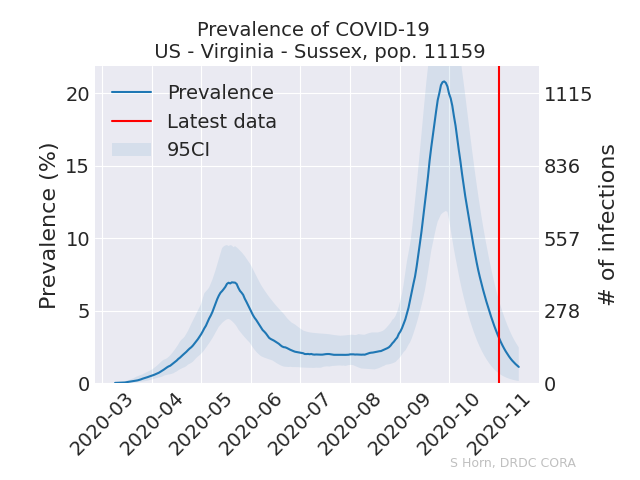 Prevalence of COVID-19
US - Virginia - Sussex, pop. 11159
Prevalence
Latest data
95CI
Prevalence (%)
20
15
10
5
0
1115
836
557
278
0
# of infections
2020-03
2020-04
2020-05
2020-06
2020-07
2020-08
2020-09
2020-10
2020-11
S Horn, DRDC CORA